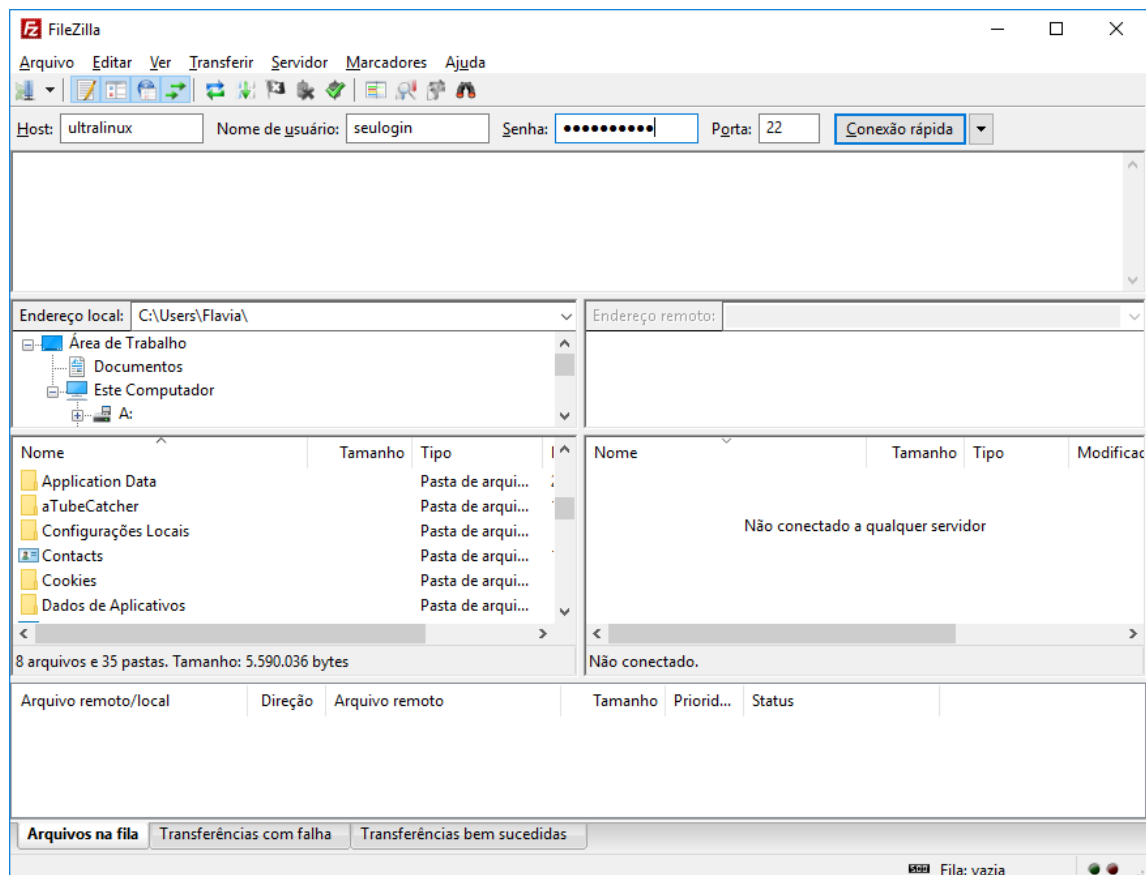 FileZilla
Arquivo Editar Ver Transferir Servidor Marcadores Ajuda
Host: ultralinux Nome de usuário: seulogin Senha: ●●●●●●●●●● Porta: 22 Conexão rápida
Endereço local: C:\Users\Flavia\ Endereço remoto:
Área de Trabalho
Documentos
Este Computador
A:
Nome Tamanho Tipo Nome Tamanho Tipo Modificac
Application Data Pasta de arqui...
aTubeCatcher Pasta de arqui...
Configurações Locais Pasta de arqui...
Não conectado a qualquer servidor
Contacts Pasta de arqui...
Cookies Pasta de arqui...
Dados de Aplicativos Pasta de arqui...
8 arquivos e 35 pastas. Tamanho: 5.590.036 bytes Não conectado.
Arquivo remoto/local Direção Arquivo remoto Tamanho Priorid... Status
Arquivos na fila Transferências com falha Transferências bem sucedidas
Fila: vazia